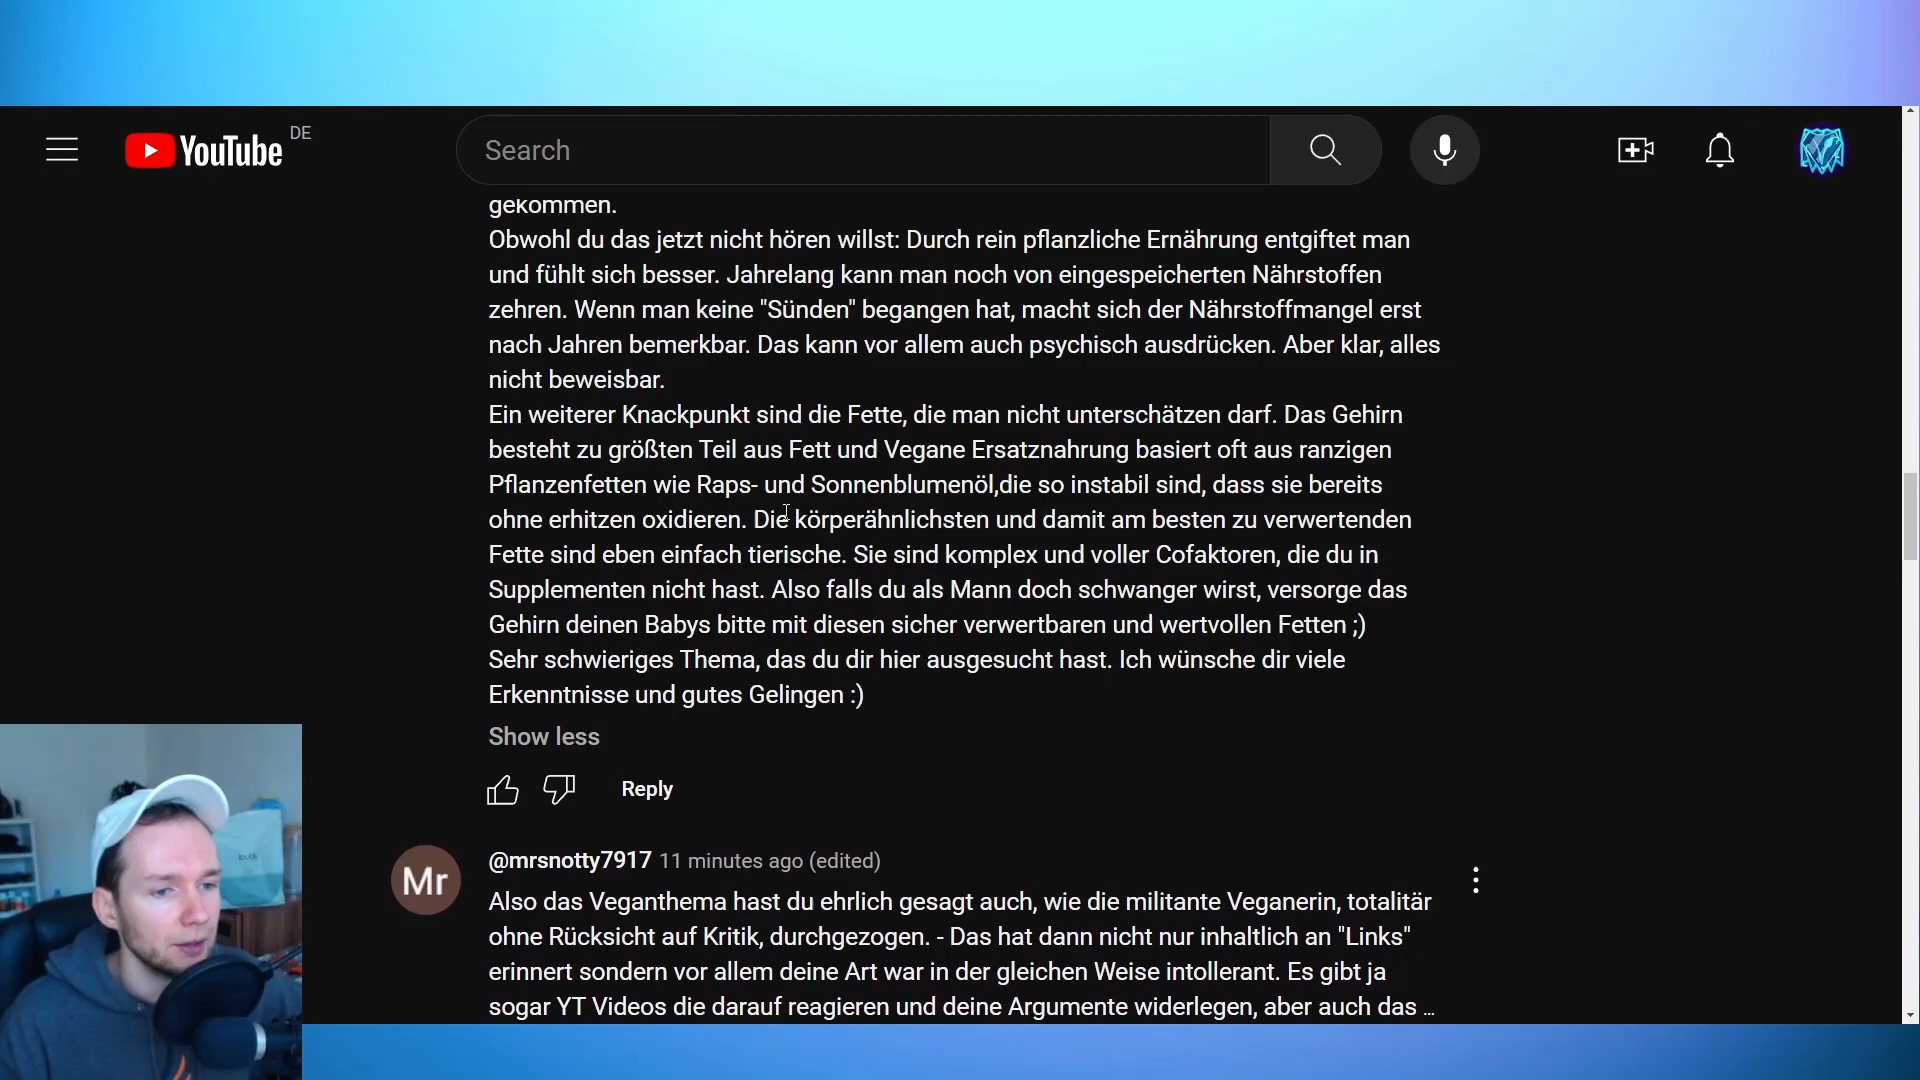 YouTube DE
Search
gekommen.
Obwohl du das jetzt nicht hören willst: Durch rein pflanzliche Ernährung entgiftet man
und fühlt sich besser. Jahrelang kann man noch von eingespeicherten Nährstoffen
zehren. Wenn man keine "Sünden" begangen hat, macht sich der Nährstoffmangel erst
nach Jahren bemerkbar. Das kann vor allem auch psychisch ausdrücken. Aber klar, alles
nicht beweisbar.
Ein weiterer Knackpunkt sind die Fette, die man nicht unterschätzen darf. Das Gehirn
besteht zu größten Teil aus Fett und Vegane Ersatznahrung basiert oft aus ranzigen
Pflanzenfetten wie Raps- und Sonnenblumenöl,die so instabil sind, dass sie bereits
ohne erhitzen oxidieren. Die körperähnlichsten und damit am besten zu verwertenden
Fette sind eben einfach tierische. Sie sind komplex und voller Cofaktoren, die du in
Supplementen nicht hast. Also falls du als Mann doch schwanger wirst, versorge das
Gehirn deinen Babys bitte mit diesen sicher verwertbaren und wertvollen Fetten ;)
Sehr schwieriges Thema, das du dir hier ausgesucht hast. Ich wünsche dir viele
Erkenntnisse und gutes Gelingen :)
Show less
Reply
Mr
@mrsnotty7917 11 minutes ago (edited)
Also das Veganthema hast du ehrlich gesagt auch, wie die militante Veganerin, totalitär
ohne Rücksicht auf Kritik, durchgezogen. - Das hat dann nicht nur inhaltlich an "Links"
erinnert sondern vor allem deine Art war in der gleichen Weise intollerant. Es gibt ja
sogar YT Videos die darauf reagieren und deine Argumente widerlegen, aber auch das ...
bulk